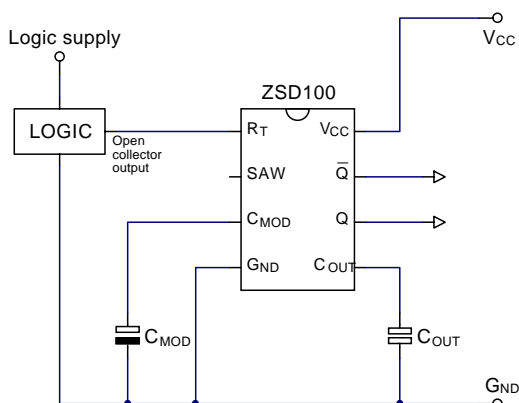 Logic supply
VCC
ZSD100
LOGIC
Open
collector
output
RT
VCC
SAW
Q
CMOD
Q
GND
COUT
CMOD
COUT
GND